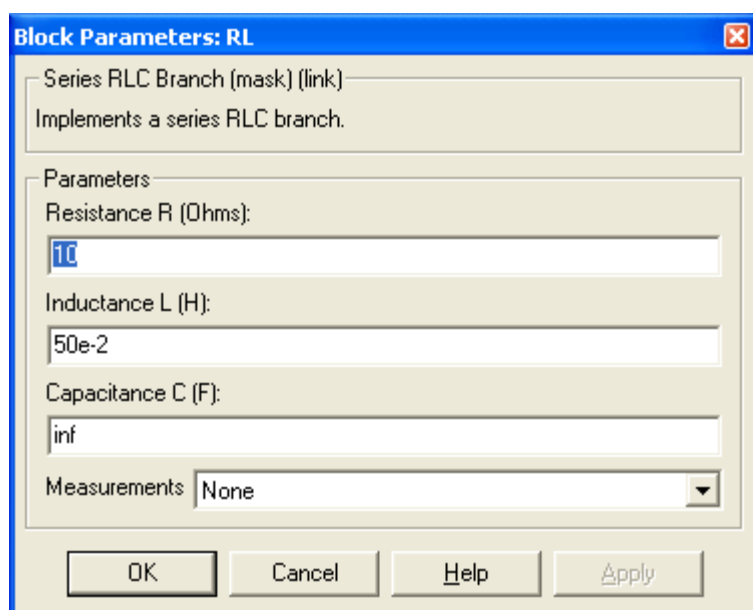 Block Parameters: RL
Series RLC Branch (mask) (link)
Implements a series RLC branch.
Parameters
Resistance R (Ohms):
10
Inductance L (H):
50e-2
Capacitance C (F):
inf
Measurements None
OK Cancel Help Apply